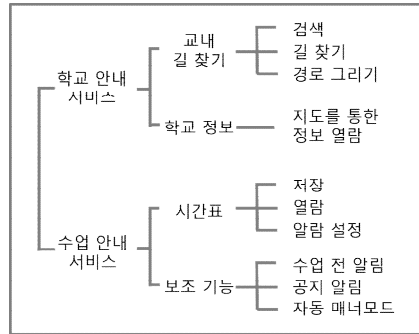 교내
길 찾기
검색
길 찾기
경로 그리기
학교 안내
서비스
학교 정보
지도를 통한
정보 열람
시간표
저장
열람
알람 설정
수업 안내
서비스
보조 기능
수업 전 알림
공지 알림
자동 매너모드